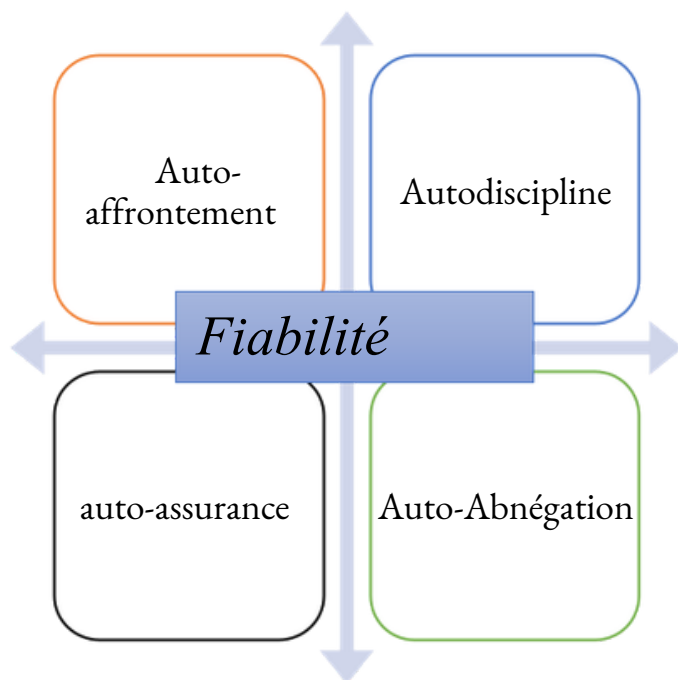 Auto-
affrontement
Autodiscipline
Fiabilité
auto-assurance
Auto-Abnégation